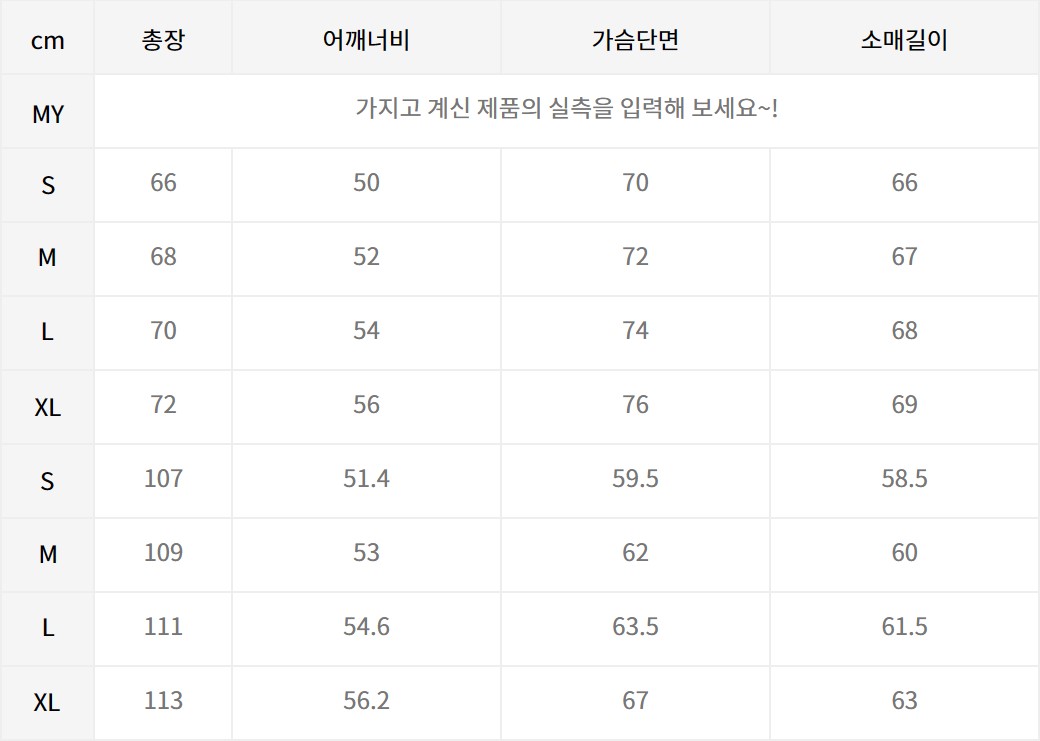 cm 총장 어깨너비 가슴단면 소매길이
MY 가지고 계신 제품의 실측을 입력해 보세요~!
S 66 50 70 66
M 68 52 72 67
L 70 54 74 68
XL 72 56 76 69
S 107 51.4 59.5 58.5
M 109 53 62 60
L 111 54.6 63.5 61.5
XL 113 56.2 67 63